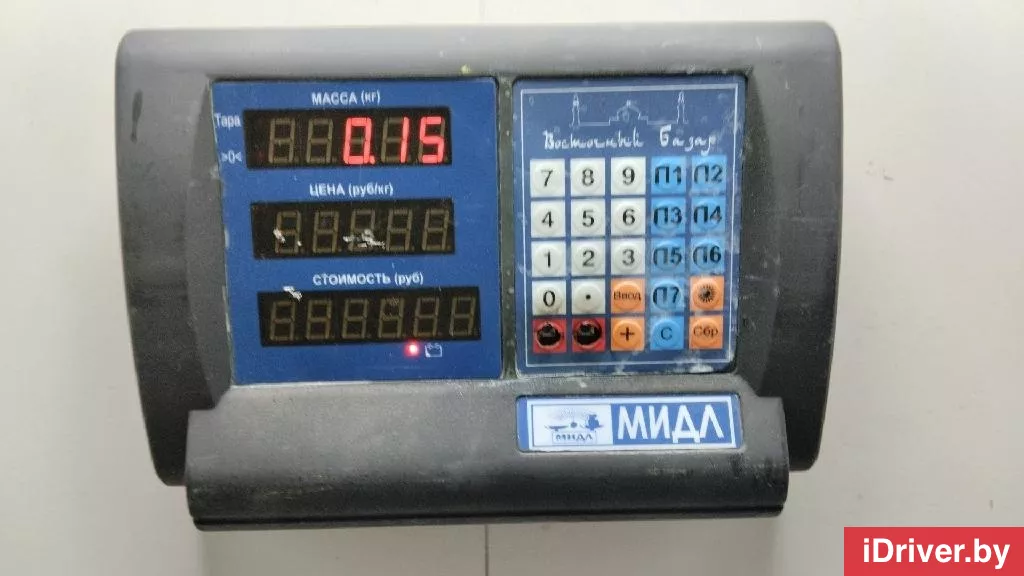 МАССА (кг)
Тара
0.15
>0<
ЦЕНА (руб/кг)
СТОИМОСТЬ (руб)
Восточный Базар
7 8 9 П1 П2
4 5 6 П3 П4
1 2 3 П5 П6
0 . Ввод П7
+ С Сбр
МИДЛ
МИДЛ
iDriver.by